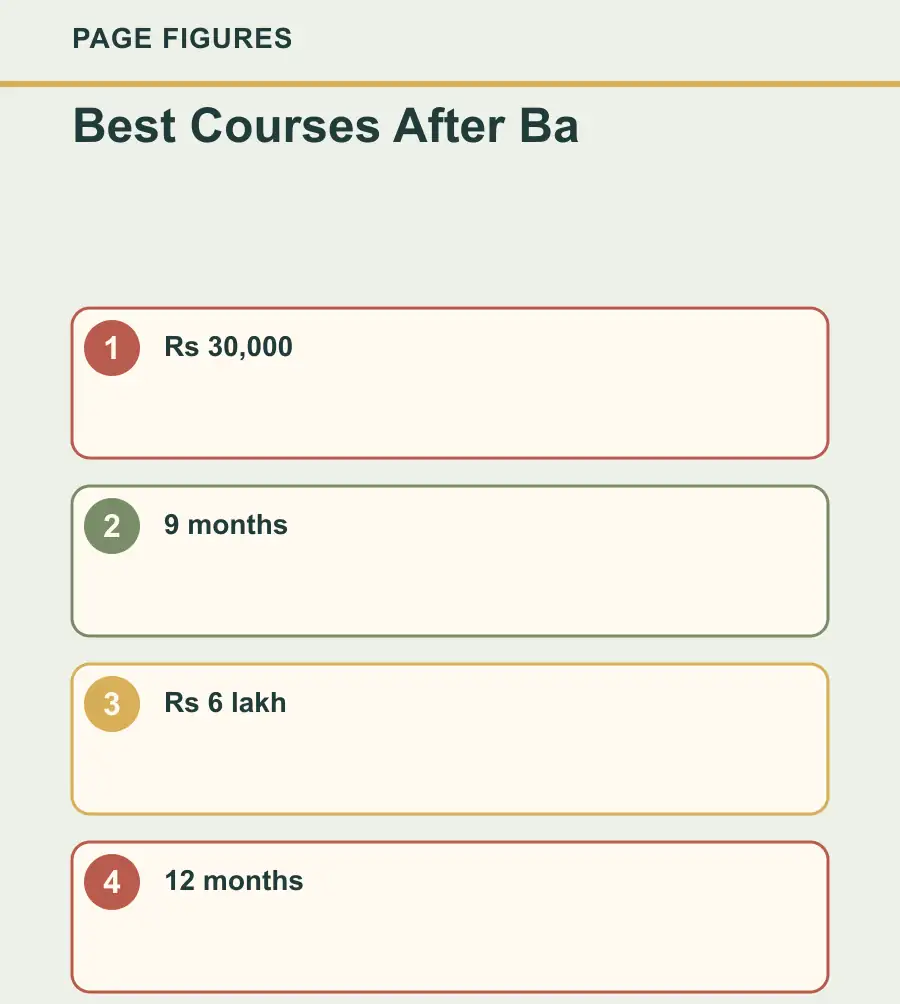 PAGE FIGURES
Best Courses After Ba
1 Rs 30,000
2 9 months
3 Rs 6 lakh
4 12 months